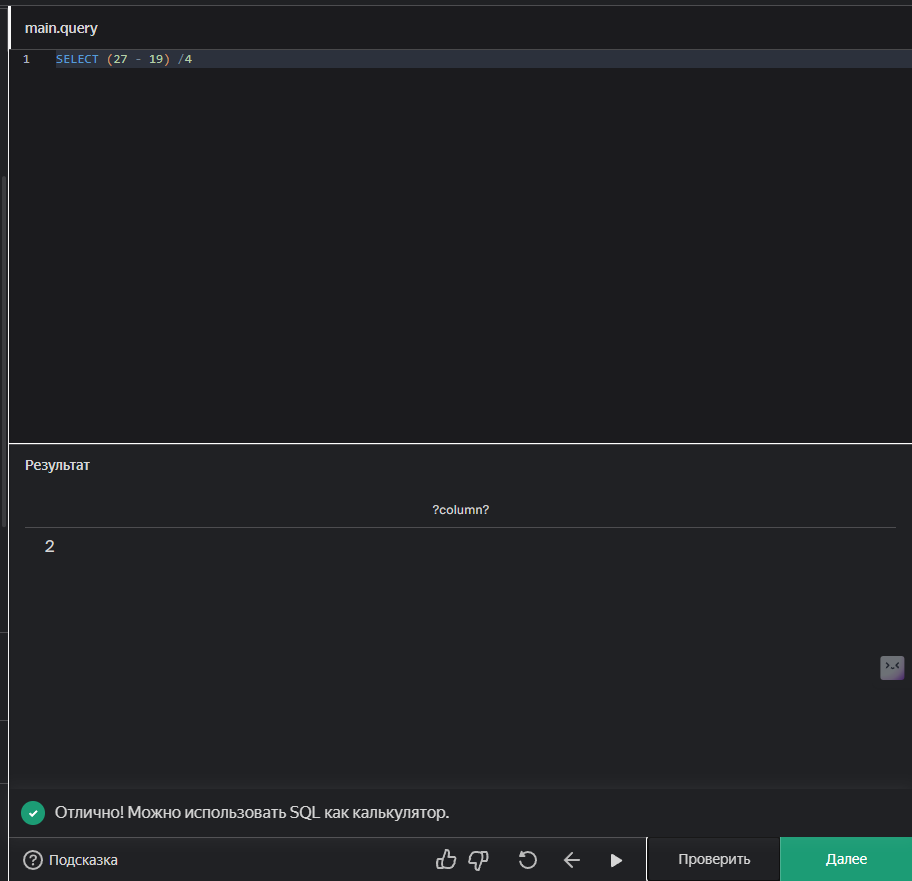 main.query
1 SELECT (27 - 19) /4
Результат
?column?
2
Отлично! Можно использовать SQL как калькулятор.
Подсказка
Проверить
Далее